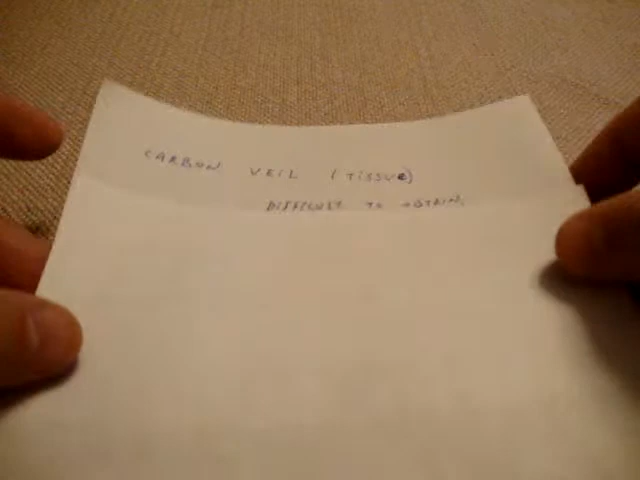 CARBON VEIL (TISSUe)
DIFFICULT TO OBTAIN.